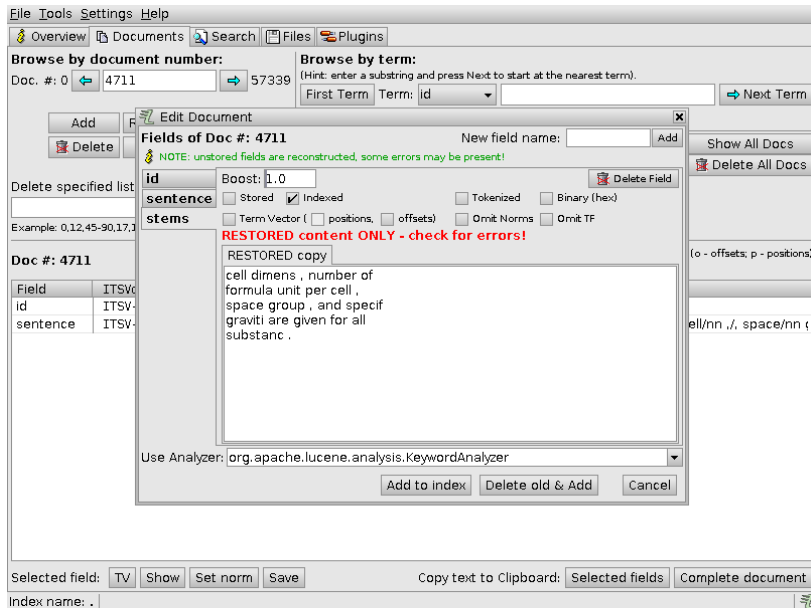 File Tools Settings Help
Overview Documents Search Files Plugins
Browse by document number:
Browse by term:
Doc. #: 0 4711 57339
(Hint: enter a substring and press Next to start at the nearest term).
First Term Term: id Next Term
Add
Delete
Show All Docs
Delete All Docs
Delete specified list
Example: 0,12,45-90,17,1
Doc #: 4711
(o - offsets; p - positions)
Field
id ITSV-
sentence ITSV-
ell/nn ,/, space/nn
Edit Document
Fields of Doc #: 4711 New field name: Add
NOTE: unstored fields are reconstructed, some errors may be present!
id
sentence
stems
Boost: 1.0 Delete Field
Stored Indexed Tokenized Binary (hex)
Term Vector ( positions, offsets) Omit Norms Omit TF
RESTORED content ONLY - check for errors!
RESTORED copy
cell dimens , number of
formula unit per cell ,
space group , and specif
graviti are given for all
substanc .
Use Analyzer: org.apache.lucene.analysis.KeywordAnalyzer
Add to index Delete old & Add Cancel
Selected field: TV Show Set norm Save Copy text to Clipboard: Selected fields Complete document
Index name: .